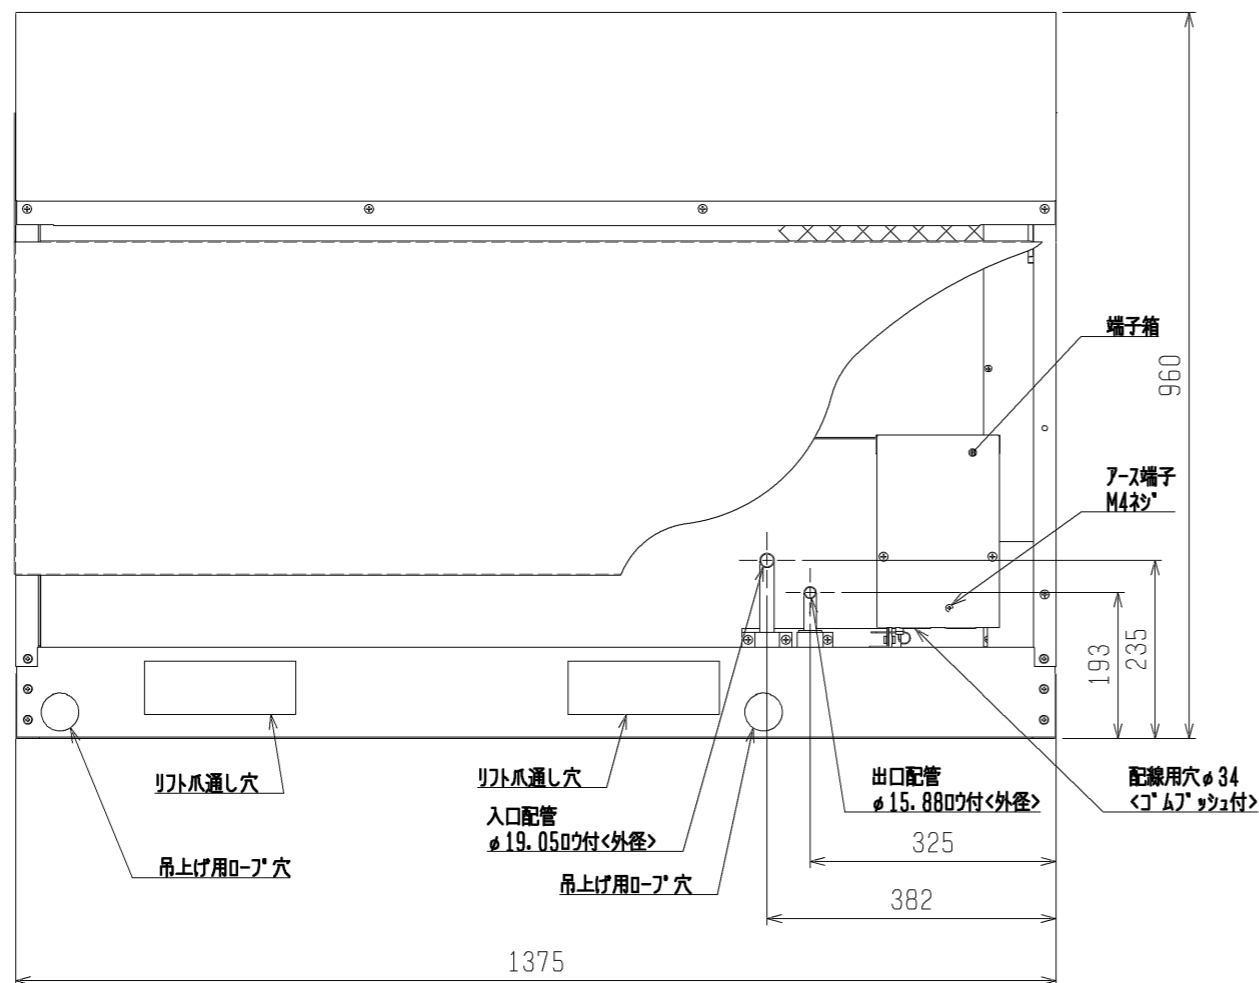 端子箱
960
アース端子
M4ネジ
193
235
リフト爪通し穴
リフト爪通し穴
入口配管
φ19.05ロウ付<外径>
出口配管
φ15.88ロウ付<外径>
配線用穴φ34
<ゴムブッシュ付>
吊上げ用ロープ穴
吊上げ用ロープ穴
325
382
1375